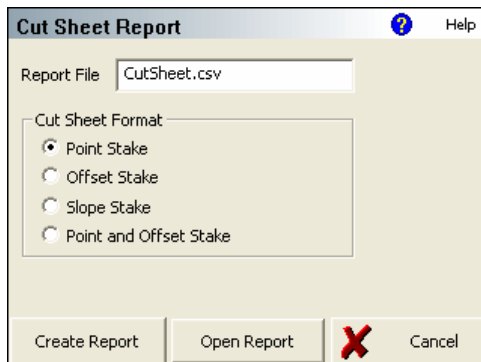 Cut Sheet Report ? Help
Report File CutSheet.csv
Cut Sheet Format
Point Stake
Offset Stake
Slope Stake
Point and Offset Stake
Create Report Open Report Cancel